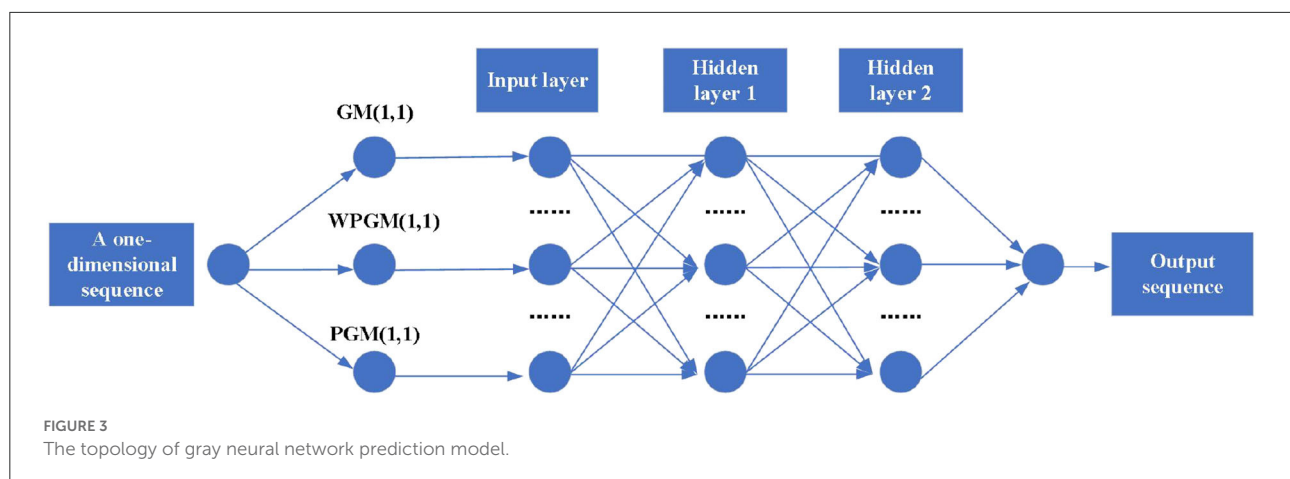 Input layer
Hidden
layer 1
Hidden
layer 2
GM(1,1)
......
......
......
WPGM(1,1)
A one-
dimensional
sequence
Output
sequence
......
......
......
PGM(1,1)
FIGURE 3
The topology of gray neural network prediction model.